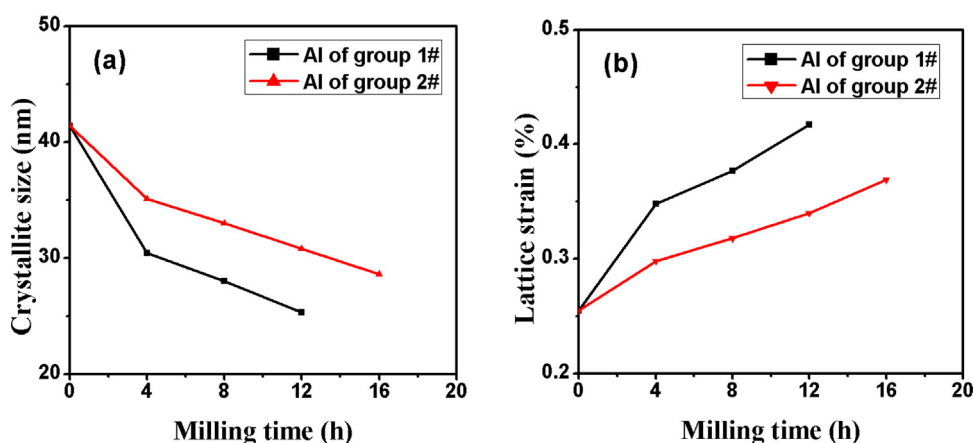 (a)
Al of group 1#
Al of group 2#
Crystallite size (nm)
50
40
30
20
0 4 8 12 16 20
Milling time (h)
(b)
Al of group 1#
Al of group 2#
Lattice strain (%)
0.5
0.4
0.3
0.2
0 4 8 12 16 20
Milling time (h)